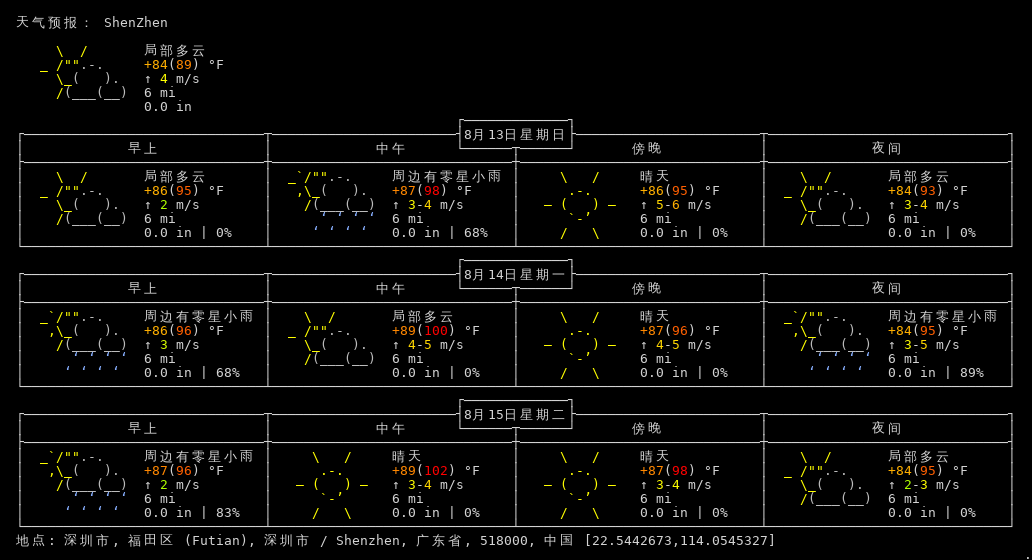 天气预报： ShenZhen
局部多云
+84(89) °F
↑ 4 m/s
6 mi
0.0 in
8月13日星期日
早上 中午 傍晚 夜间
局部多云 周边有零星小雨 晴天 局部多云
+86(95) °F +87(98) °F +86(95) °F +84(93) °F
↑ 2 m/s ↑ 3-4 m/s ↑ 5-6 m/s ↑ 3-4 m/s
6 mi 6 mi 6 mi 6 mi
0.0 in | 0% 0.0 in | 68% 0.0 in | 0% 0.0 in | 0%
8月14日星期一
早上 中午 傍晚 夜间
周边有零星小雨 局部多云 晴天 周边有零星小雨
+86(96) °F +89(100) °F +87(96) °F +84(95) °F
↑ 3 m/s ↑ 4-5 m/s ↑ 4-5 m/s ↑ 3-5 m/s
6 mi 6 mi 6 mi 6 mi
0.0 in | 68% 0.0 in | 0% 0.0 in | 0% 0.0 in | 89%
8月15日星期二
早上 中午 傍晚 夜间
周边有零星小雨 晴天 晴天 局部多云
+87(96) °F +89(102) °F +87(98) °F +84(95) °F
↑ 2 m/s ↑ 3-4 m/s ↑ 3-4 m/s ↑ 2-3 m/s
6 mi 6 mi 6 mi 6 mi
0.0 in | 83% 0.0 in | 0% 0.0 in | 0% 0.0 in | 0%
地点: 深圳市, 福田区 (Futian), 深圳市 / Shenzhen, 广东省, 518000, 中国 [22.5442673,114.0545327]